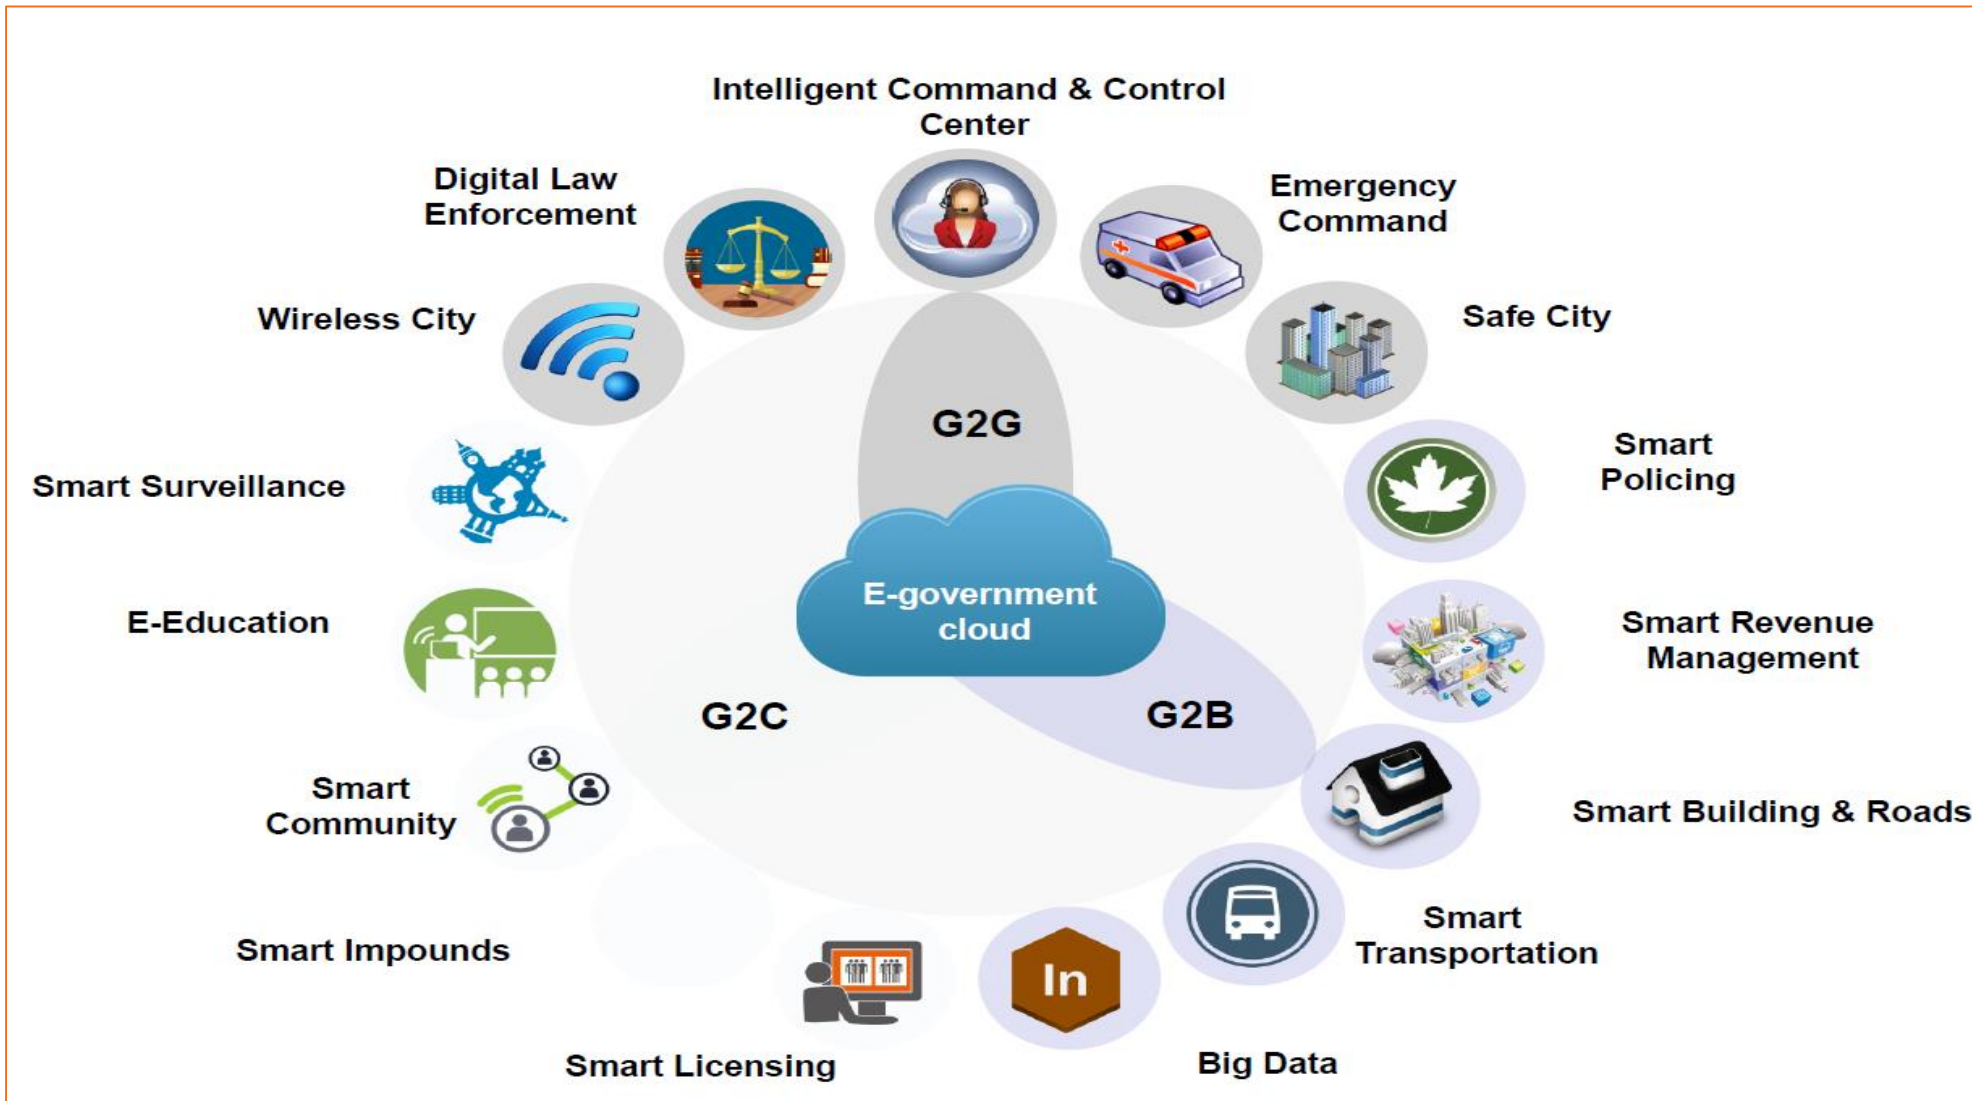 Intelligent Command & Control
Center
Digital Law
Enforcement
Emergency
Command
Wireless City
Safe City
G2G
Smart
Policing
Smart Surveillance
E-government
cloud
E-Education
Smart Revenue
Management
G2C
G2B
Smart
Community
Smart Building & Roads
Smart Impounds
Smart
Transportation
In
Smart Licensing
Big Data